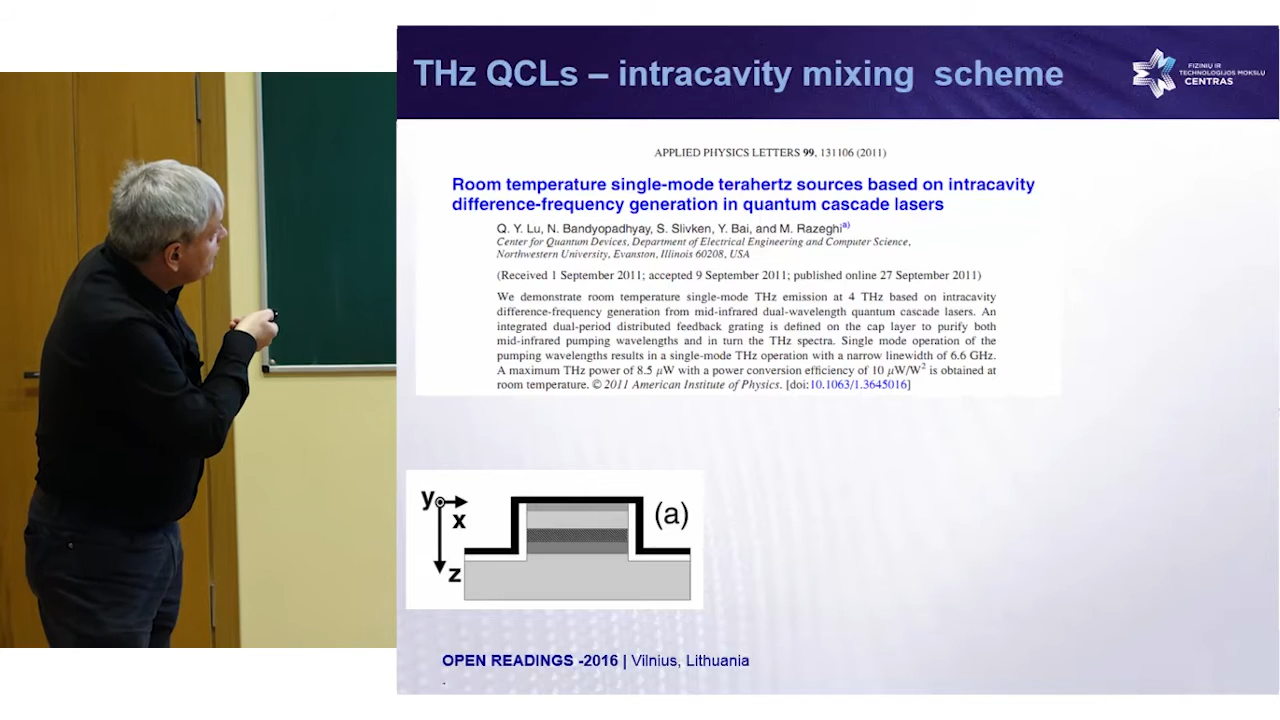 THz QCLs – intracavity mixing scheme
FIZINIŲ IR
TECHNOLOGIJOS MOKSLŲ
CENTRAS
APPLIED PHYSICS LETTERS 99, 131106 (2011)
Room temperature single-mode terahertz sources based on intracavity
difference-frequency generation in quantum cascade lasers
Q. Y. Lu, N. Bandyopadhyay, S. Slivken, Y. Bai, and M. Razeghi a)
Center for Quantum Devices, Department of Electrical Engineering and Computer Science,
Northwestern University, Evanston, Illinois 60208, USA
(Received 1 September 2011; accepted 9 September 2011; published online 27 September 2011)
We demonstrate room temperature single-mode THz emission at 4 THz based on intracavity
difference-frequency generation from mid-infrared dual-wavelength quantum cascade lasers. An
integrated dual-period distributed feedback grating is defined on the cap layer to purify both
mid-infrared pumping wavelengths and in turn the THz spectra. Single mode operation of the
pumping wavelengths results in a single-mode THz operation with a narrow linewidth of 6.6 GHz.
A maximum THz power of 8.5 μW with a power conversion efficiency of 10 μW/W² is obtained at
room temperature. © 2011 American Institute of Physics. [doi:10.1063/1.3645016]
y
x
z
(a)
OPEN READINGS -2016 | Vilnius, Lithuania
.